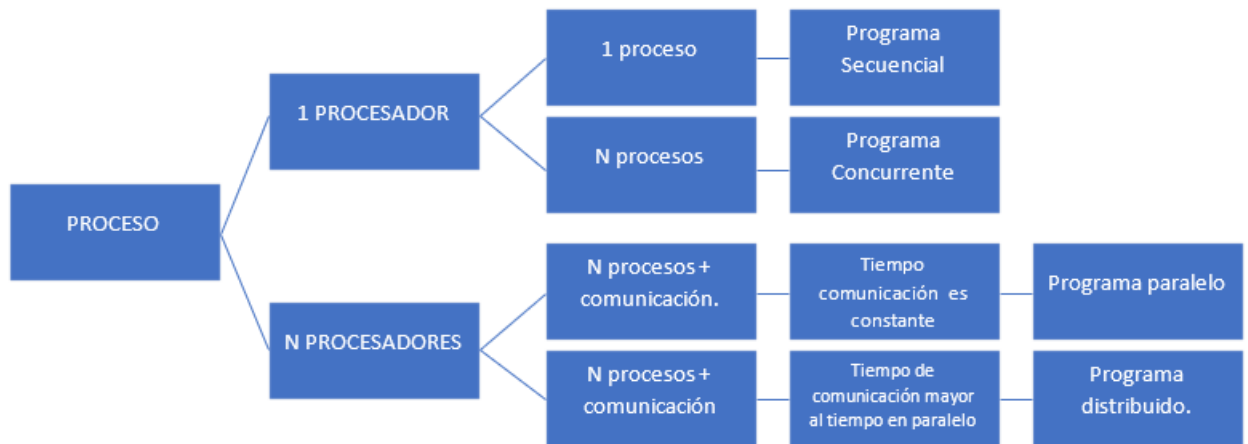 PROCESO
1 PROCESADOR
1 proceso
Programa
Secuencial
N procesos
Programa
Concurrente
N PROCESADORES
N procesos +
comunicación.
Tiempo
comunicación es
constante
Programa paralelo
N procesos +
comunicación
Tiempo de
comunicación mayor
al tiempo en paralelo
Programa
distribuido.